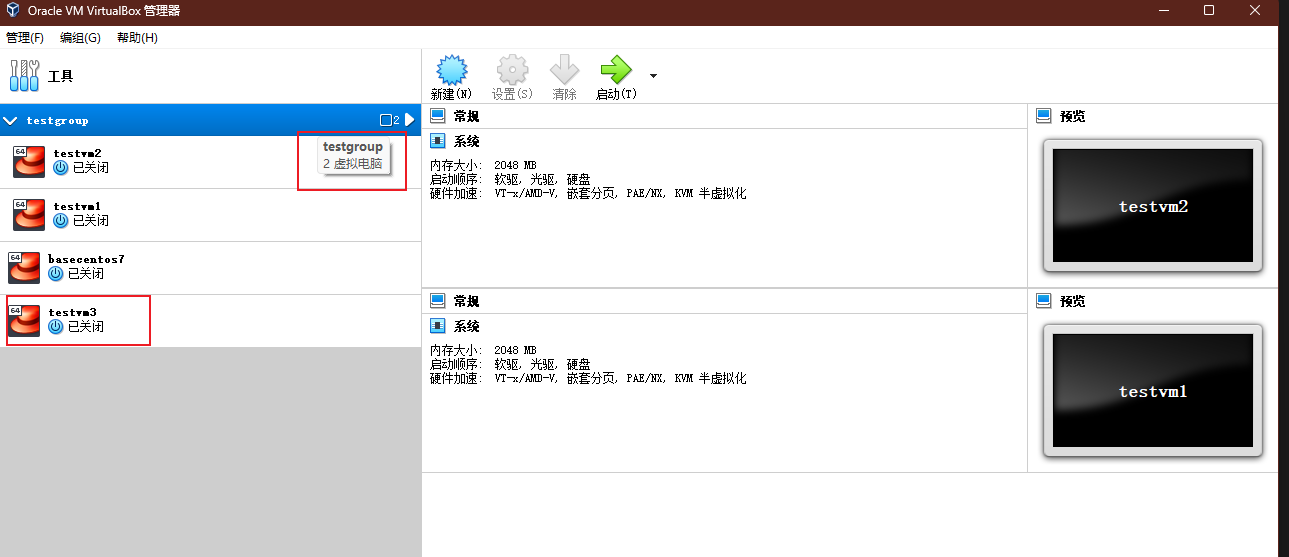 Oracle VM VirtualBox 管理器
管理(F) 编组(G) 帮助(H)
工具
新建(N) 设置(S) 清除 启动(T)
testgroup 2
testgroup
2 虚拟电脑
64 testvm2
已关闭
64 testvm1
已关闭
64 basecentos7
已关闭
64 testvm3
已关闭
常规
系统
内存大小: 2048 MB
启动顺序: 软驱, 光驱, 硬盘
硬件加速: VT-x/AMD-V, 嵌套分页, PAE/NX, KVM 半虚拟化
预览
testvm2
常规
系统
内存大小: 2048 MB
启动顺序: 软驱, 光驱, 硬盘
硬件加速: VT-x/AMD-V, 嵌套分页, PAE/NX, KVM 半虚拟化
预览
testvm1